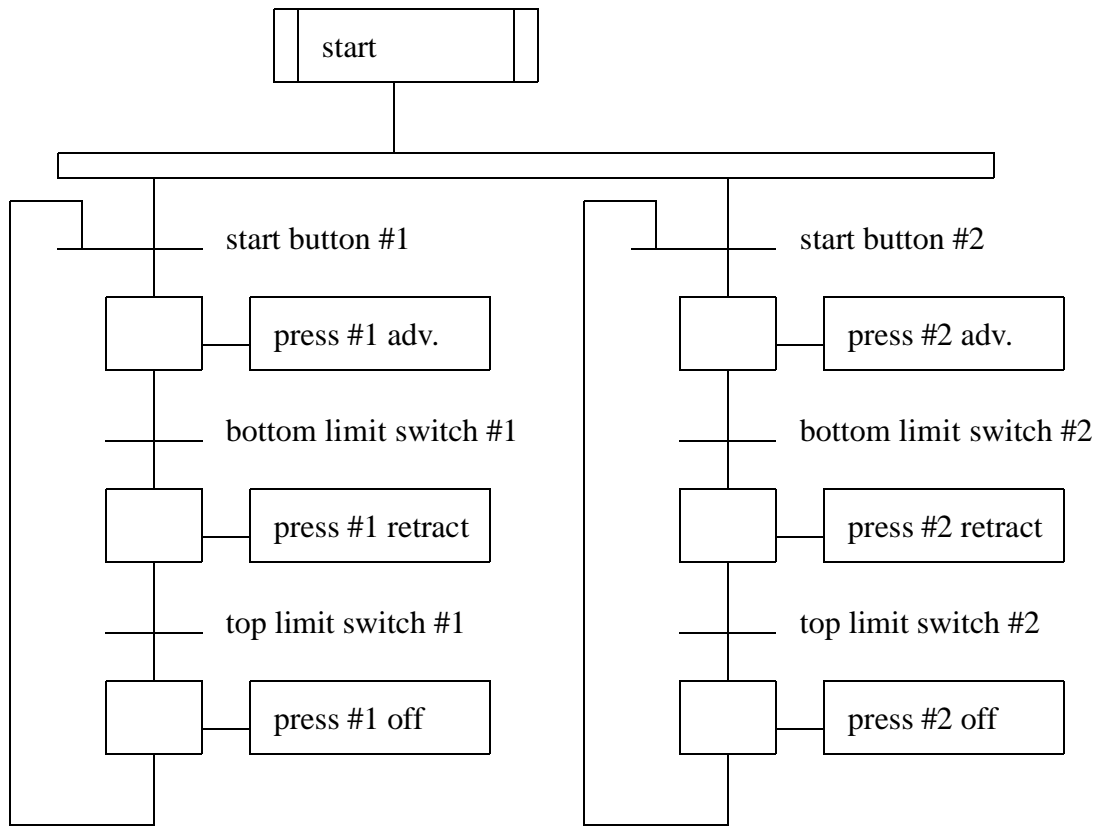 start
start button #1
press #1 adv.
bottom limit switch #1
press #1 retract
top limit switch #1
press #1 off
start button #2
press #2 adv.
bottom limit switch #2
press #2 retract
top limit switch #2
press #2 off